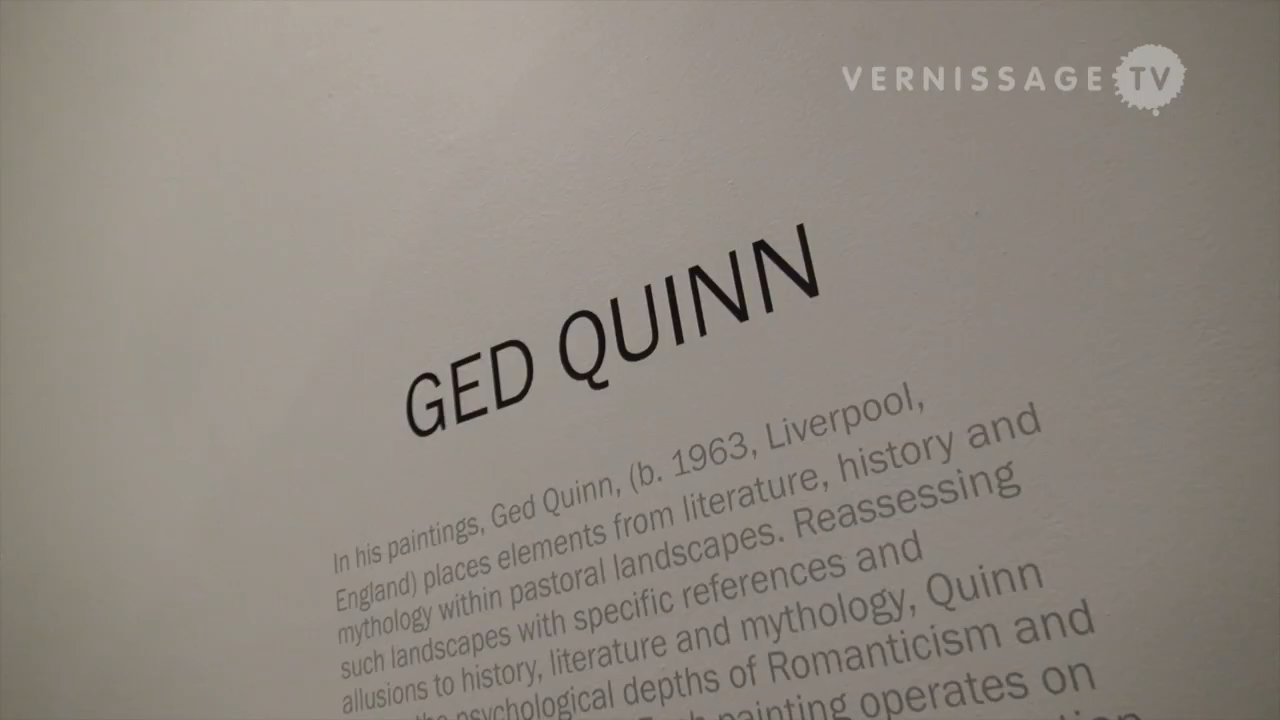 VERNISSAGE TV
GED QUINN
In his paintings, Ged Quinn, (b. 1963, Liverpool,
England) places elements from literature, history and
mythology within pastoral landscapes. Reassessing
such landscapes with specific references and
allusions to history, literature and mythology, Quinn
the psychological depths of Romanticism and
painting operates on